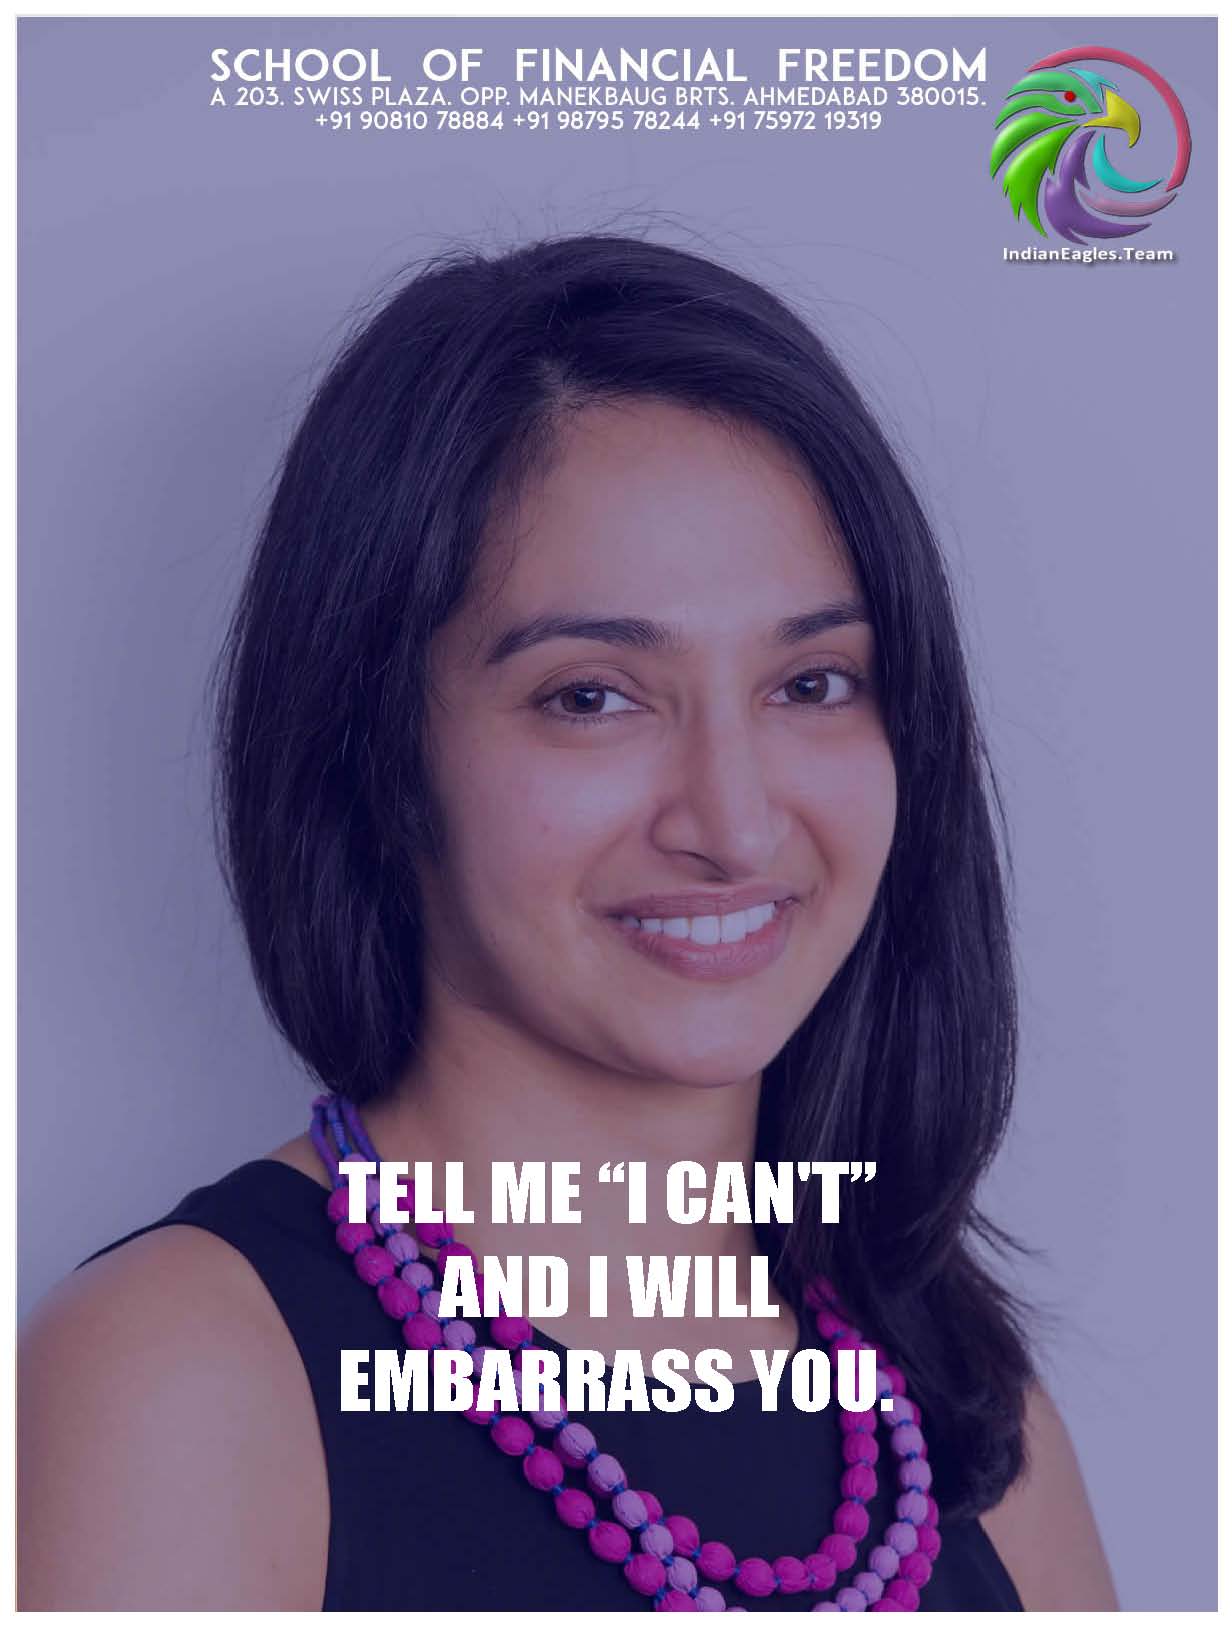 SCHOOL OF FINANCIAL FREEDOM
A 203. SWISS PLAZA. OPP. MANEKBAUG BRTS. AHMEDABAD 380015.
+91 90810 78884 +91 98795 78244 +91 75972 19319
IndianEagles.Team
TELL ME “I CAN'T”
AND I WILL
EMBARRASS YOU.